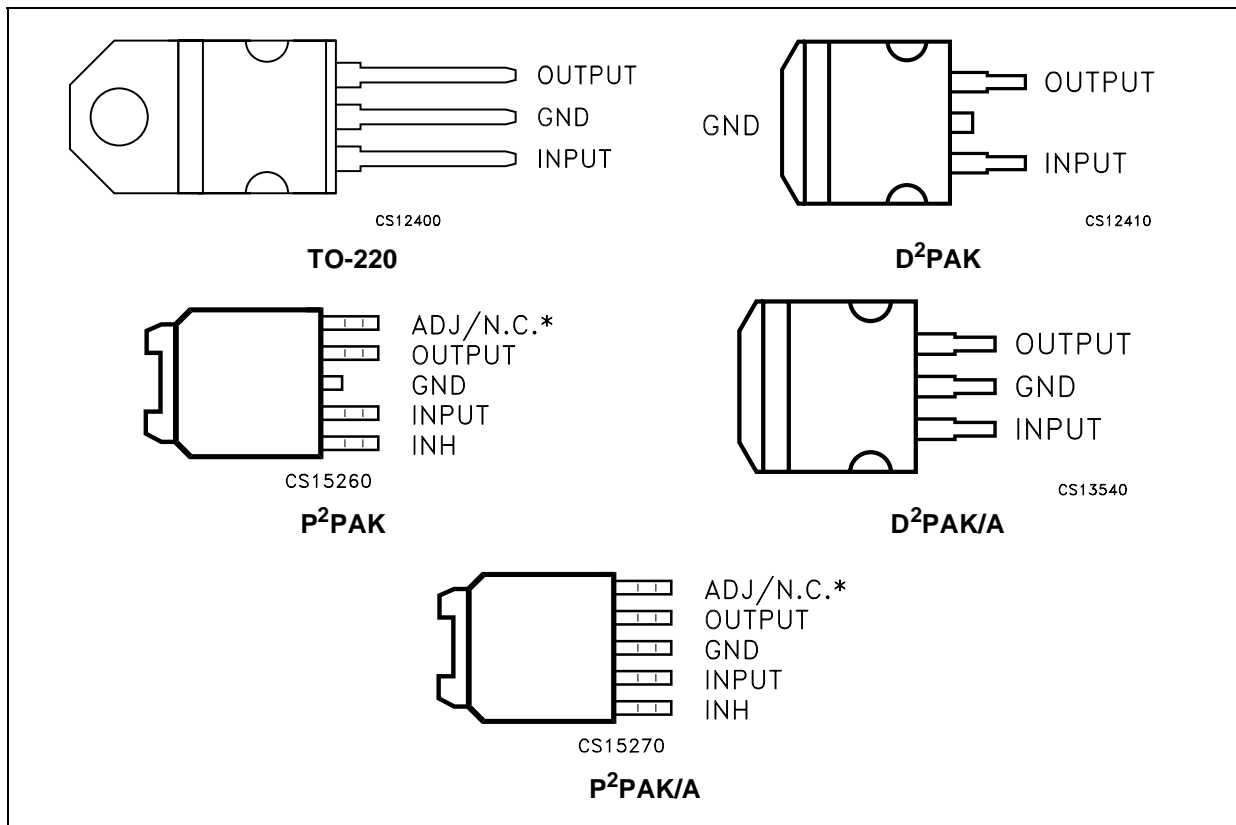 OUTPUT
GND
INPUT
CS12400
TO-220
GND
OUTPUT
INPUT
CS12410
D²PAK
ADJ/N.C.*
OUTPUT
GND
INPUT
INH
CS15260
P²PAK
OUTPUT
GND
INPUT
CS13540
D²PAK/A
ADJ/N.C.*
OUTPUT
GND
INPUT
INH
CS15270
P²PAK/A